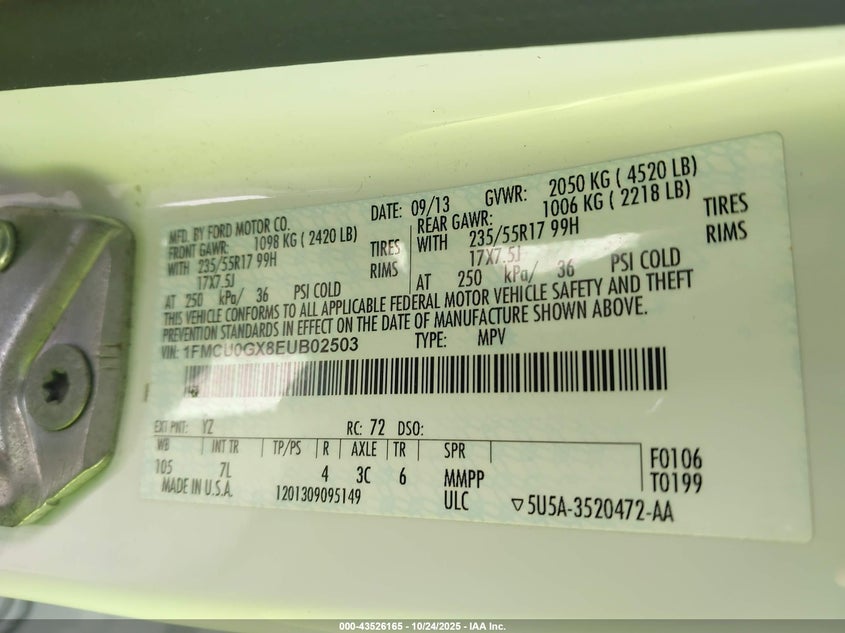 MFD. BY FORD MOTOR CO.
DATE: 09/13 GVWR: 2050 KG ( 4520 LB)
FRONT GAWR: 1098 KG ( 2420 LB)
WITH 235/55R17 99H TIRES
17X7.5J RIMS
AT 250 kPa/ 36 PSI COLD
REAR GAWR: 1006 KG ( 2218 LB)
WITH 235/55R17 99H TIRES
17X7.5J RIMS
AT 250 kPa/ 36 PSI COLD
THIS VEHICLE CONFORMS TO ALL APPLICABLE FEDERAL MOTOR VEHICLE SAFETY AND THEFT
PREVENTION STANDARDS IN EFFECT ON THE DATE OF MANUFACTURE SHOWN ABOVE.
VIN: 1FMCU0GX8EUB02503 TYPE: MPV
EXT PNT: YZ RC: 72 DSO:
WB INT TR TP/PS R AXLE TR SPR
105 7L 4 3C 6 MMPP
F0106
T0199
MADE IN U.S.A. 1201309095149 ULC ▽5U5A-3520472-AA
000-43526165 - 10/24/2025 - IAA Inc.